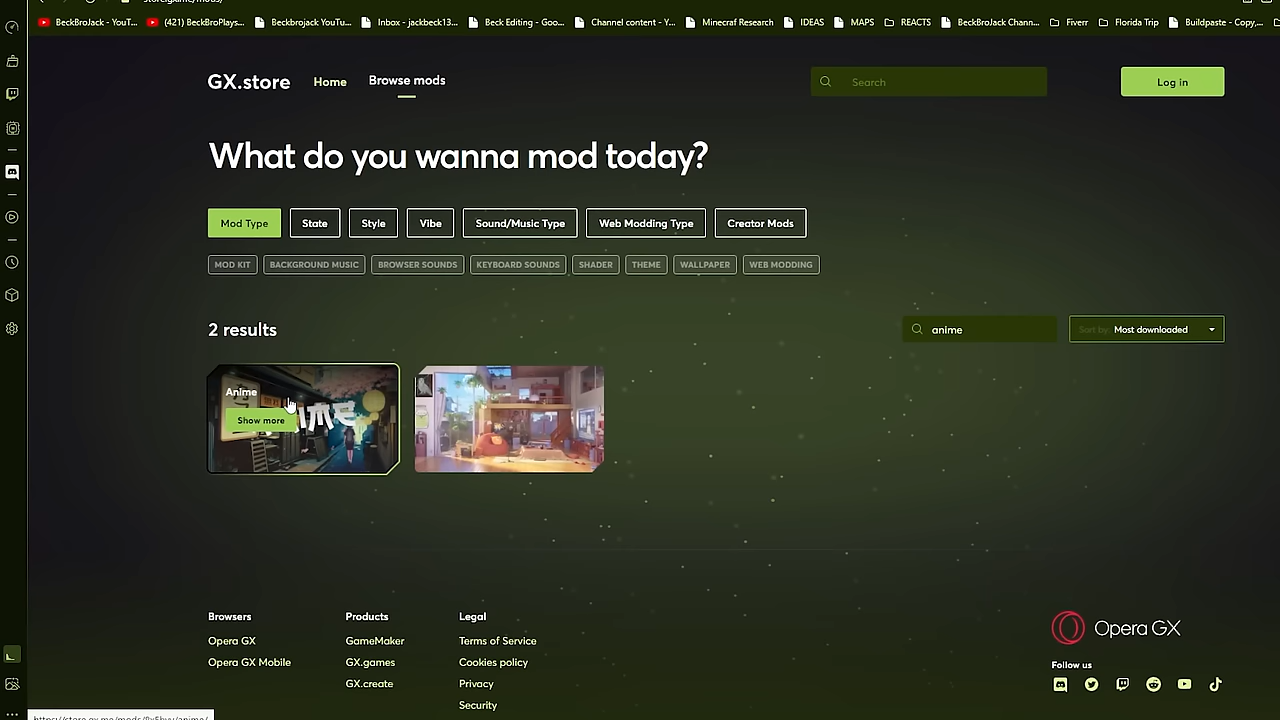 BeckBroJack - YouT...
(421) BeckBroPlays...
Beckbrojack YouTu...
Inbox - jackbeck13...
Beck Editing - Goo...
Channel content - Y...
Minecraf Research
IDEAS
MAPS
REACTS
BeckBroJack Chann...
Fiverr
Florida Trip
Buildpaste - Copy,...
GX.store
Home
Browse mods
Search
Log in
What do you wanna mod today?
Mod Type
State
Style
Vibe
Sound/Music Type
Web Modding Type
Creator Mods
MOD KIT
BACKGROUND MUSIC
BROWSER SOUNDS
KEYBOARD SOUNDS
SHADER
THEME
WALLPAPER
WEB MODDING
2 results
anime
Sort by: Most downloaded
Anime
Show more
Browsers
Opera GX
Opera GX Mobile
Products
GameMaker
GX.games
GX.create
Legal
Terms of Service
Cookies policy
Privacy
Security
Opera GX
Follow us